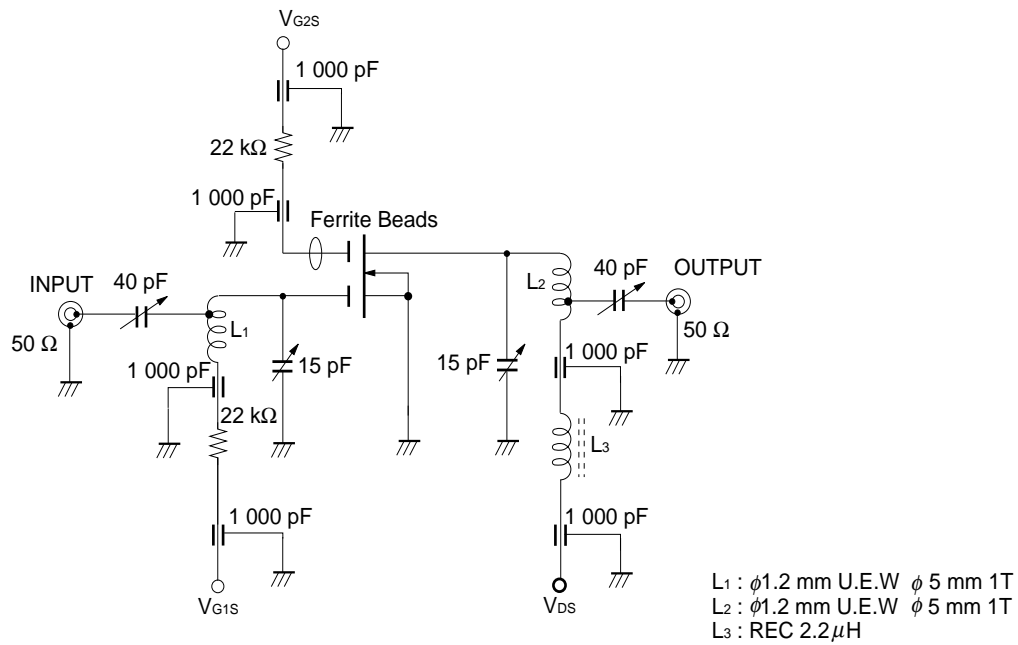 VG2S
1 000 pF
22 kΩ
1 000 pF
Ferrite Beads
INPUT
40 pF
50 Ω
L1
15 pF
1 000 pF
22 kΩ
1 000 pF
VG1S
L2
40 pF
OUTPUT
50 Ω
15 pF
1 000 pF
L3
1 000 pF
VDS
L1 : ϕ1.2 mm U.E.W ϕ 5 mm 1T
L2 : ϕ1.2 mm U.E.W ϕ 5 mm 1T
L3 : REC 2.2 μH